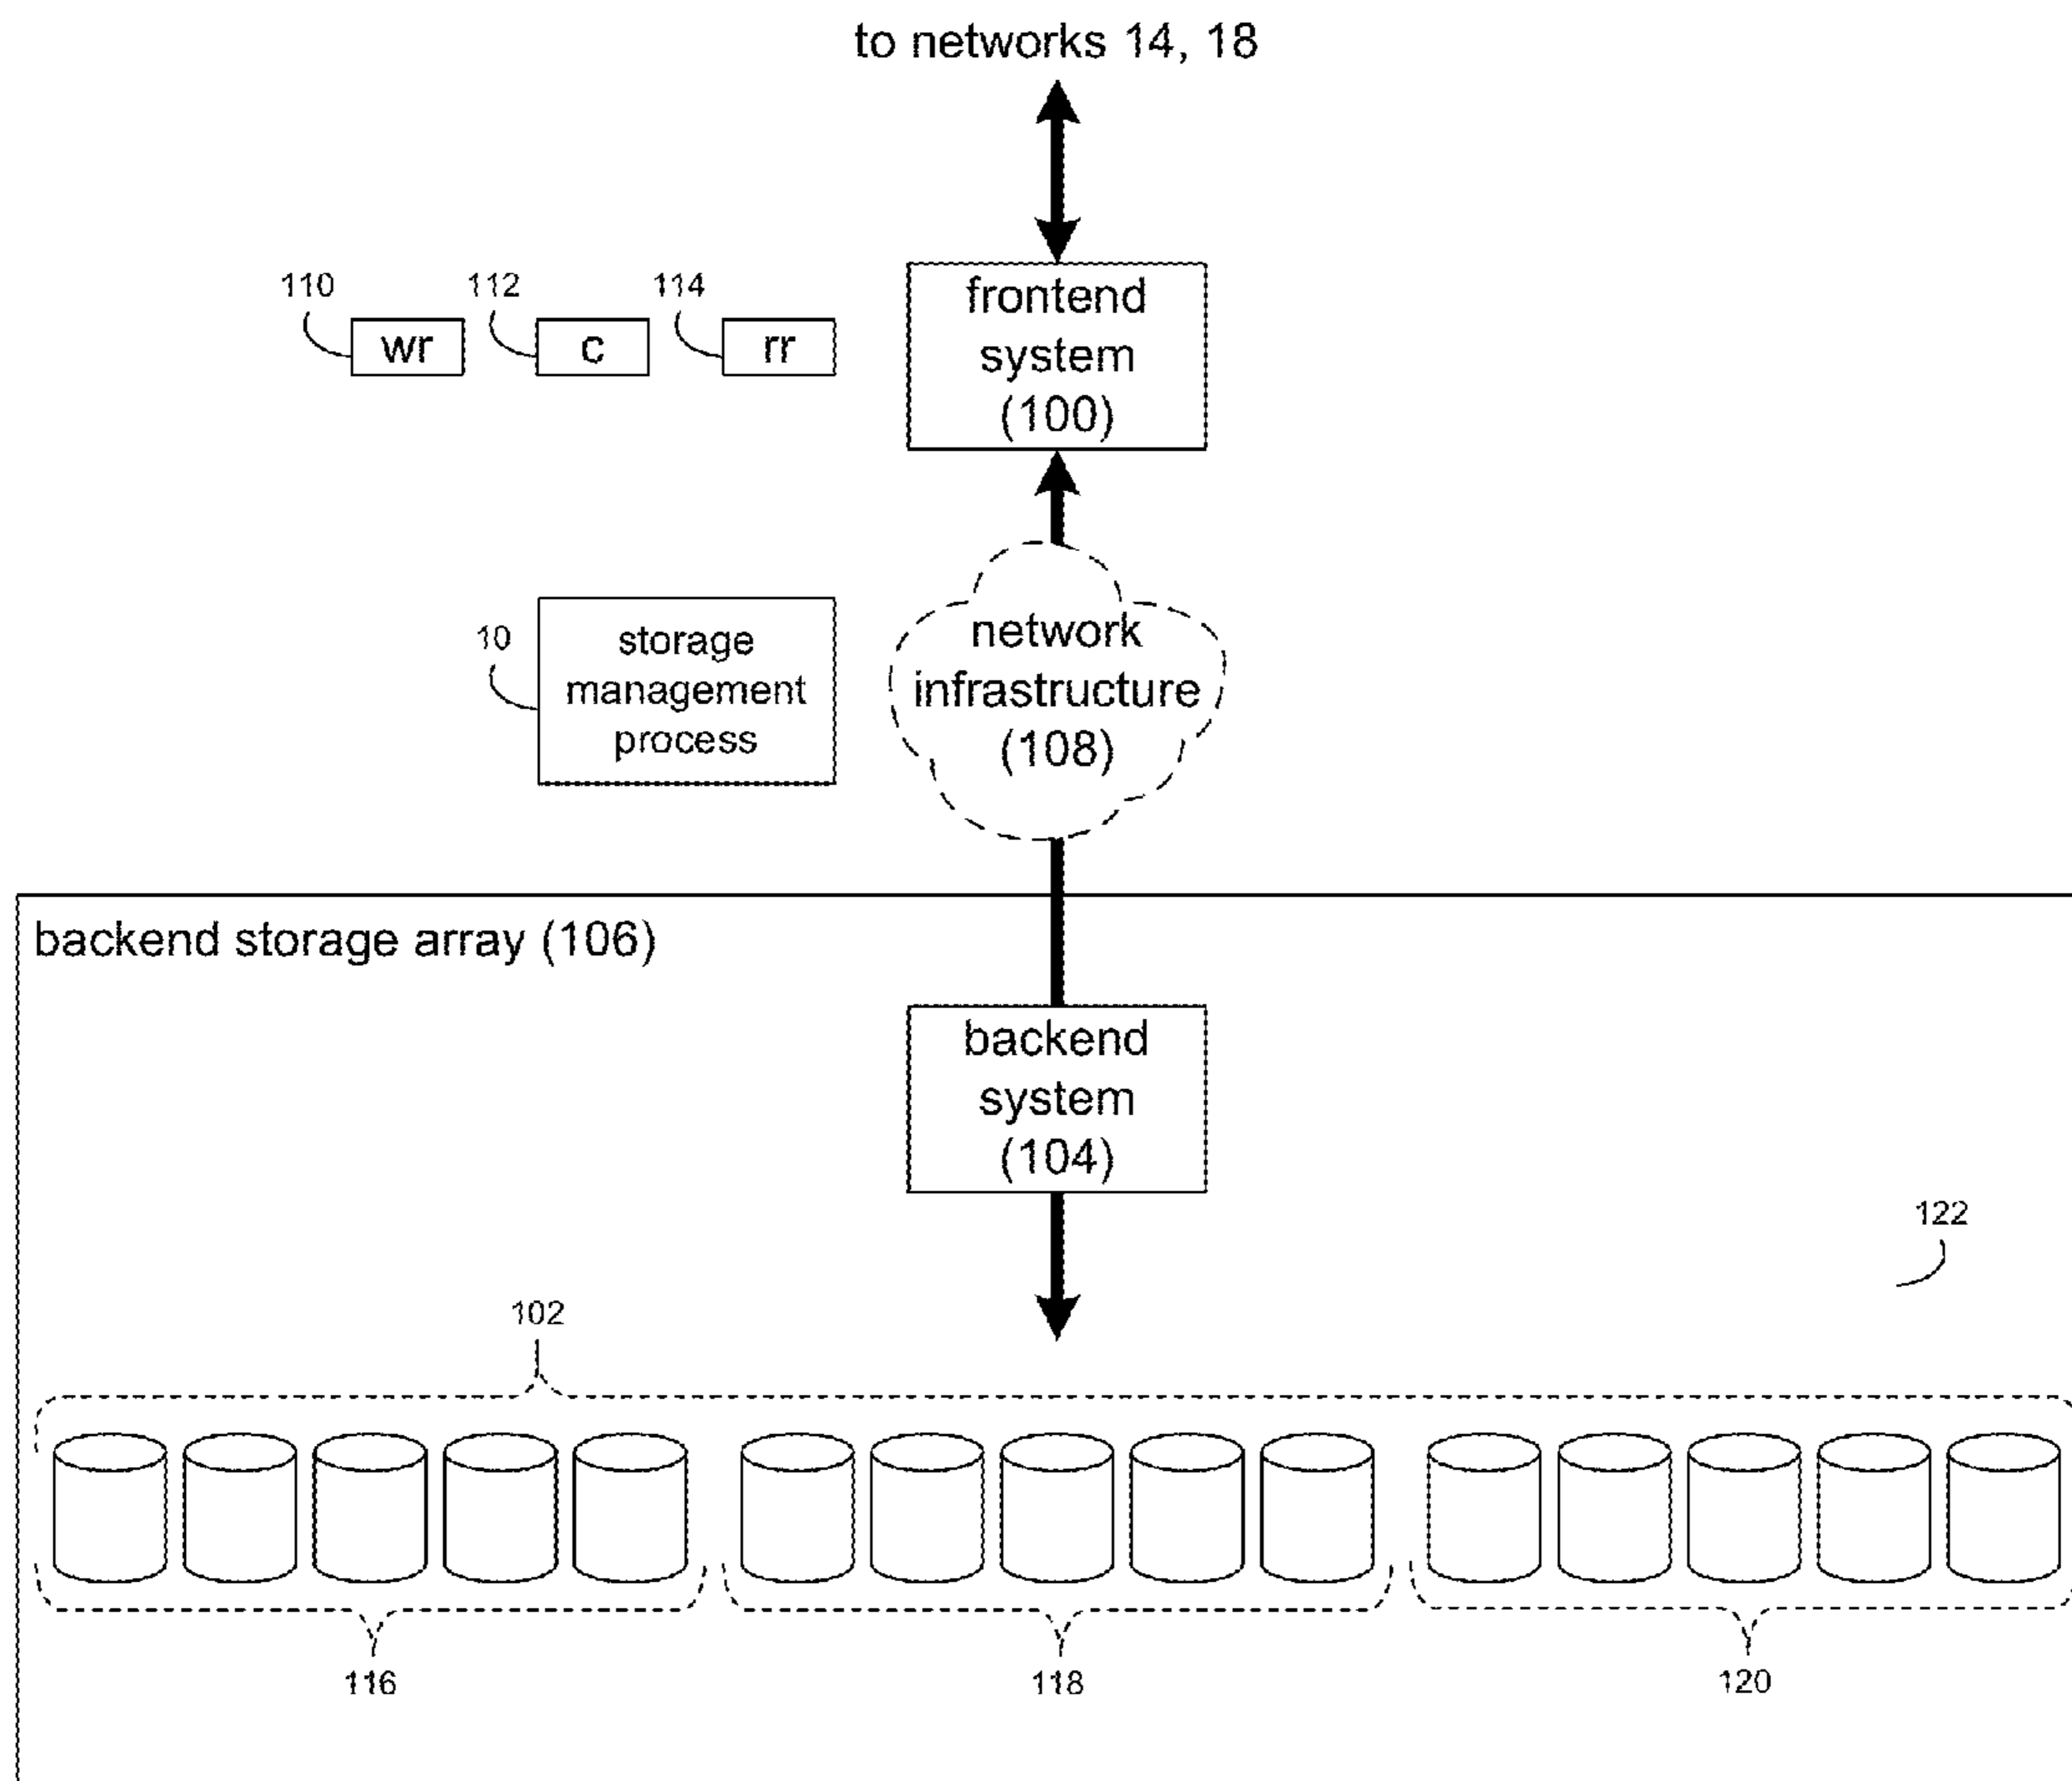 to networks 14, 18
110
112
114
wr
c
rr
frontend
system
(100)
10
storage
management
process
network
infrastructure
(108)
backend storage array (106)
backend
system
(104)
122
102
116
118
120